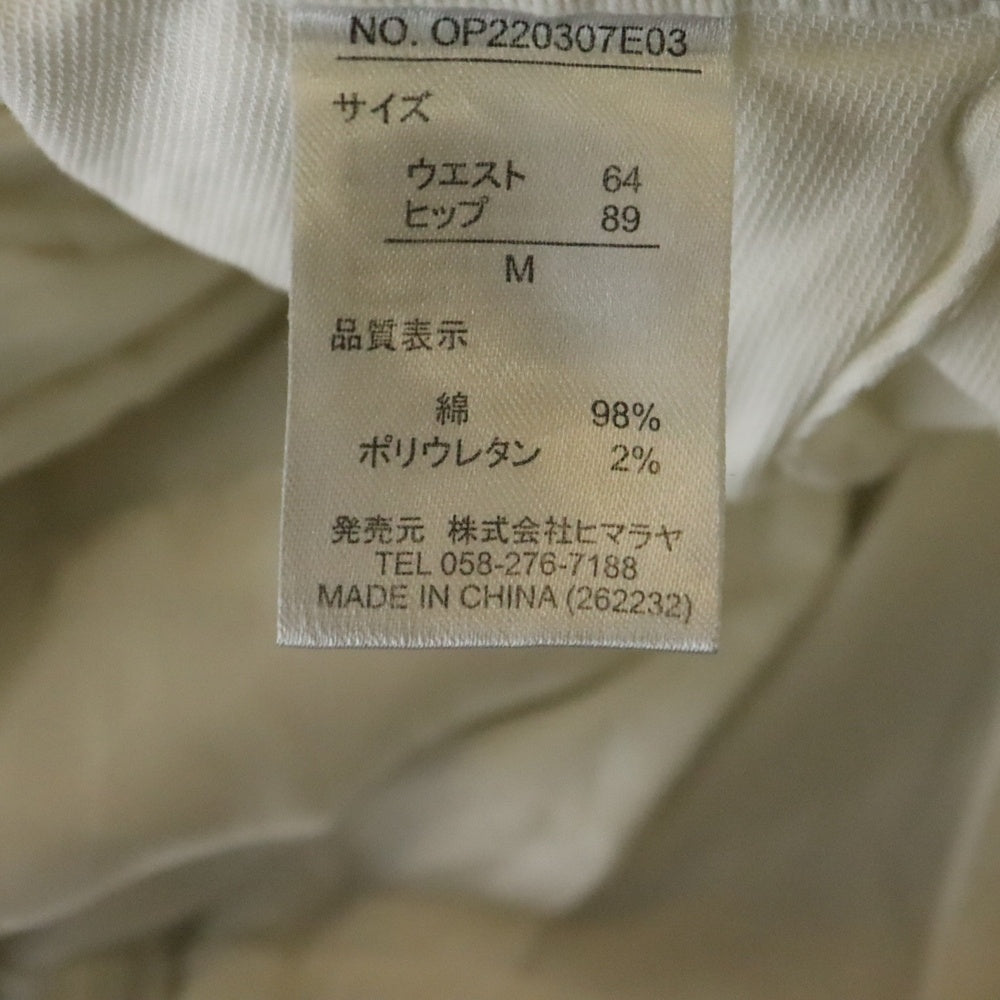 NO. OP220307E03
サイズ
ウエスト 64
ヒップ 89
M
品質表示
綿 98%
ポリウレタン 2%
発売元 株式会社ヒマラヤ
TEL 058-276-7188
MADE IN CHINA (262232)